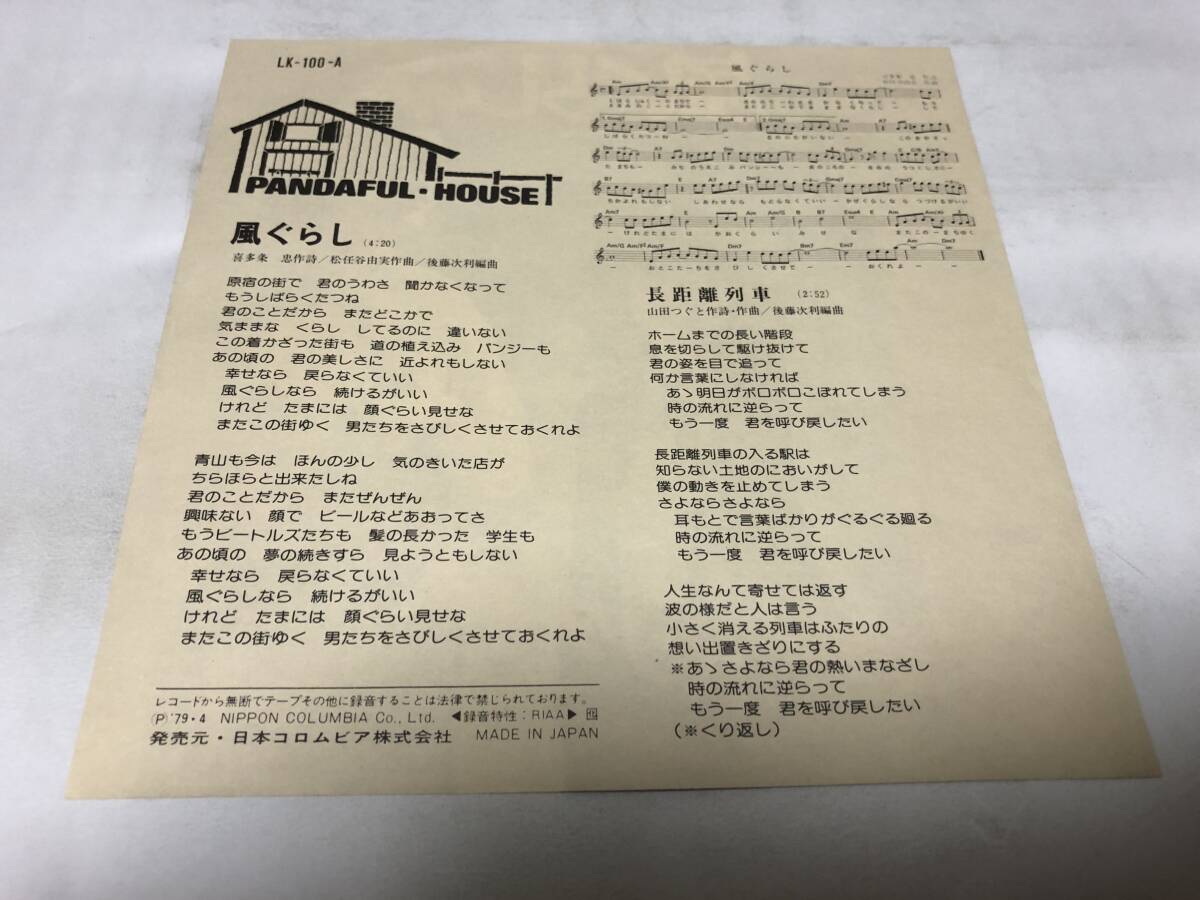 LK-100-A
PANDAFUL・HOUSE
風ぐらし (4:20)
喜多条 忠作詩/松任谷由実作曲/後藤次利編曲
原宿の街で 君のうわさ 聞かなくなって
もうしばらくたつね
君のことだから またどこかで
気ままな くらし してるのに 違いない
この着かざった街も 道の植え込み パンジーも
あの頃の 君の美しさに 近よれもしない
幸せなら 戻らなくていい
風ぐらしなら 続けるがいい
けれど たまには 顔ぐらい見せな
またこの街ゆく 男たちをさびしくさせておくれよ
青山も今は ほんの少し 気のきいた店が
ちらほらと出来たしね
君のことだから またぜんぜん
興味ない 顔で ビールなどあおってさ
もうビートルズたちも 髪の長かった 学生も
あの頃の 夢の続きすら 見ようともしない
幸せなら 戻らなくていい
風ぐらしなら 続けるがいい
けれど たまには 顔ぐらい見せな
またこの街ゆく 男たちをさびしくさせておくれよ
レコードから無断でテープその他に録音することは法律で禁じられております。
Ⓟ'79・4 NIPPON COLUMBIA Co., Ltd. ◀録音特性:RIAA▶
発売元・日本コロムビア株式会社 MADE IN JAPAN
風ぐらし
長距離列車 (2:52)
山田つぐと作詩・作曲/後藤次利編曲
ホームまでの長い階段
息を切らして駆け抜けて
君の姿を目で追って
何か言葉にしなければ
あゝ明日がボロボロこぼれてしまう
時の流れに逆らって
もう一度 君を呼び戻したい
長距離列車の入る駅は
知らない土地のにおいがして
僕の動きを止めてしまう
さよならさよなら
耳もとで言葉ばかりがぐるぐる廻る
時の流れに逆らって
もう一度 君を呼び戻したい
人生なんて寄せては返す
波の様だと人は言う
小さく消える列車はふたりの
想い出置きざりにする
※あゝさよなら君の熱いまなざし
時の流れに逆らって
もう一度 君を呼び戻したい
(※くり返し)